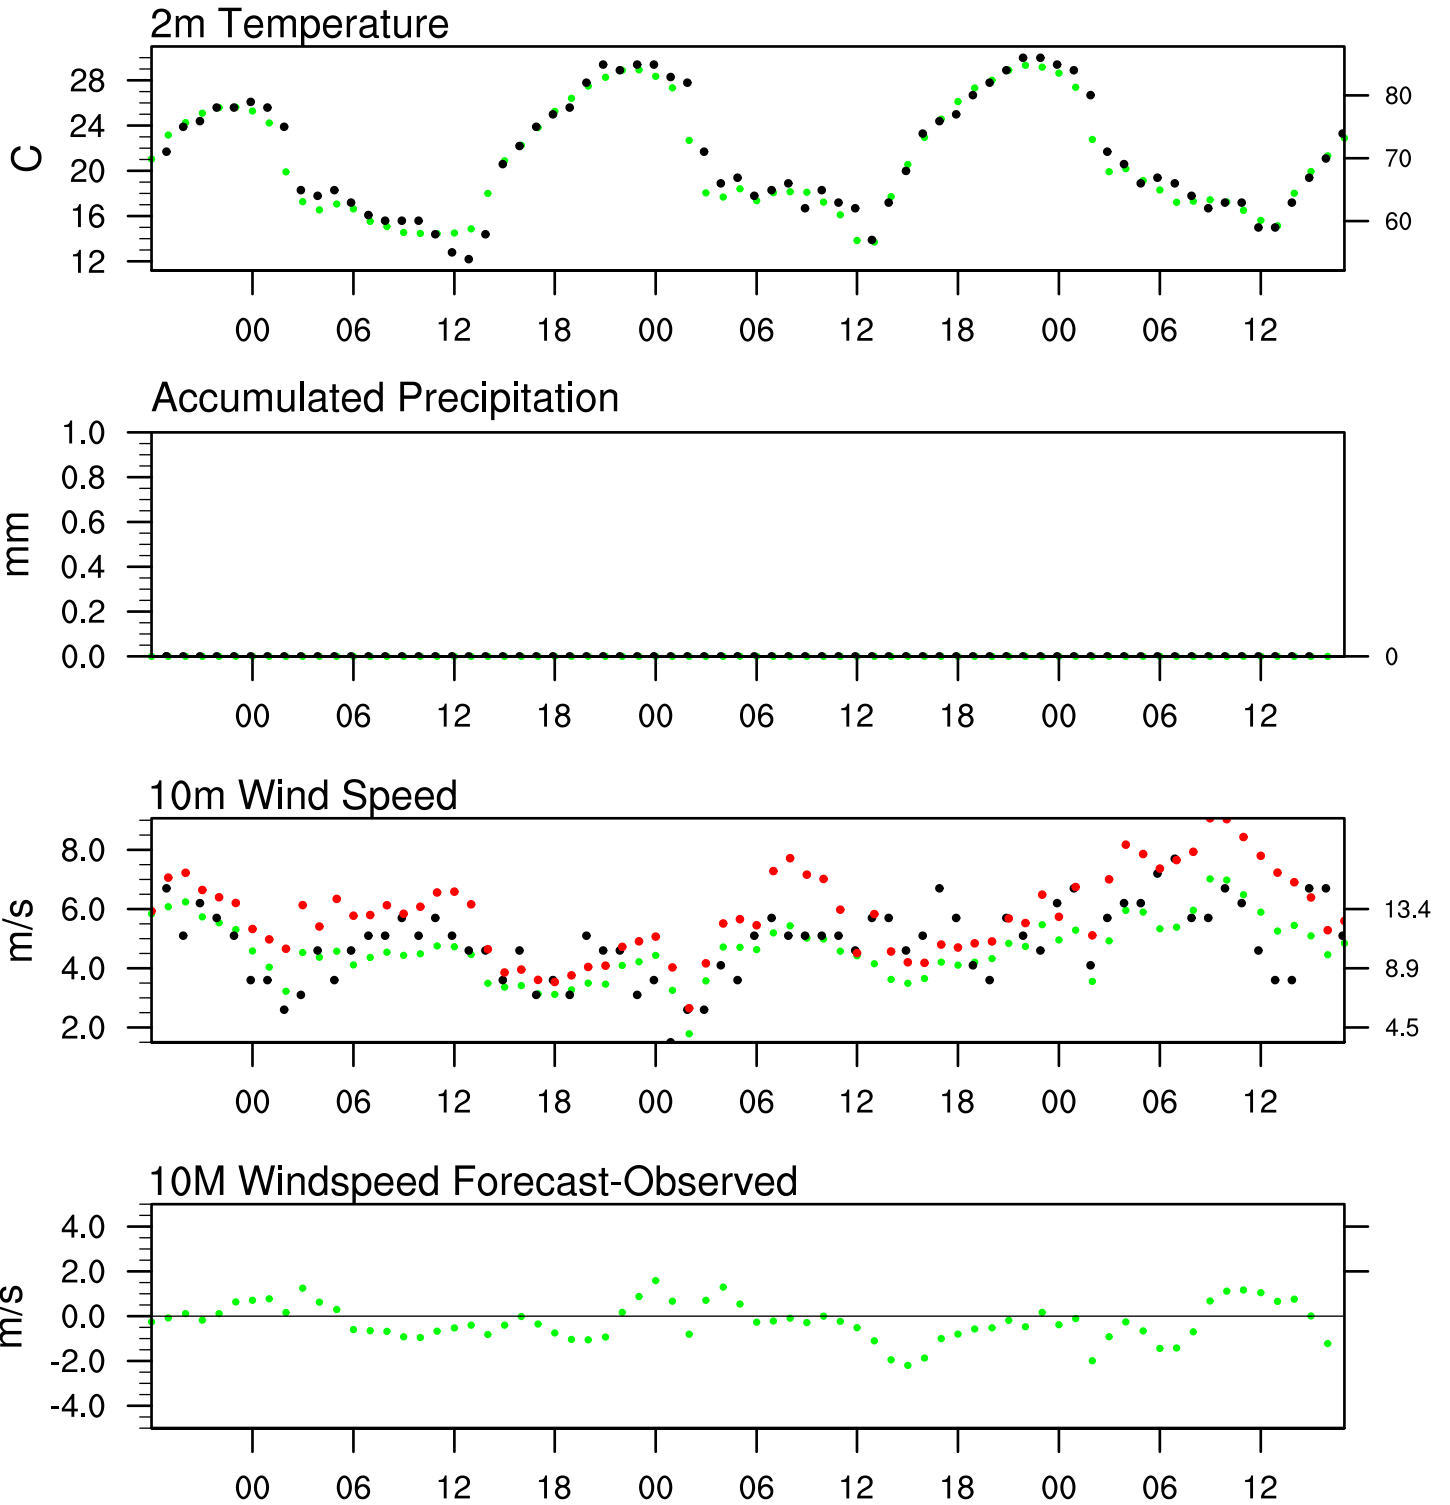 2m Temperature
C
28
24
20
16
12
80
70
60
00 06 12 18 00 06 12 18 00 06 12
Accumulated Precipitation
mm
1.0
0.8
0.6
0.4
0.2
0.0
0
00 06 12 18 00 06 12 18 00 06 12
10m Wind Speed
m/s
8.0
6.0
4.0
2.0
13.4
8.9
4.5
00 06 12 18 00 06 12 18 00 06 12
10M Windspeed Forecast-Observed
m/s
4.0
2.0
0.0
-2.0
-4.0
00 06 12 18 00 06 12 18 00 06 12